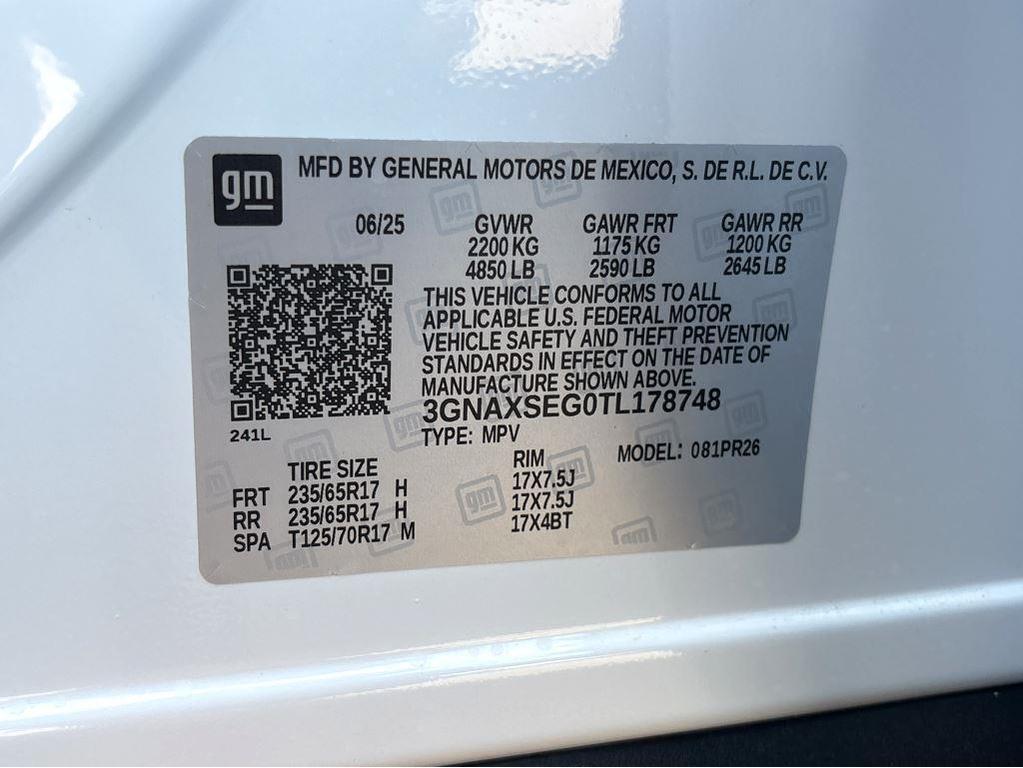 gm MFD BY GENERAL MOTORS DE MEXICO, S. DE R.L. DE C.V.
06/25 GVWR GAWR FRT GAWR RR
2200 KG 1175 KG 1200 KG
4850 LB 2590 LB 2645 LB
THIS VEHICLE CONFORMS TO ALL
APPLICABLE U.S. FEDERAL MOTOR
VEHICLE SAFETY AND THEFT PREVENTION
STANDARDS IN EFFECT ON THE DATE OF
MANUFACTURE SHOWN ABOVE.
3GNAXSEG0TL178748
241L TYPE: MPV MODEL: 081PR26
TIRE SIZE RIM
FRT 235/65R17 H 17X7.5J
RR 235/65R17 H 17X7.5J
SPA T125/70R17 M 17X4BT